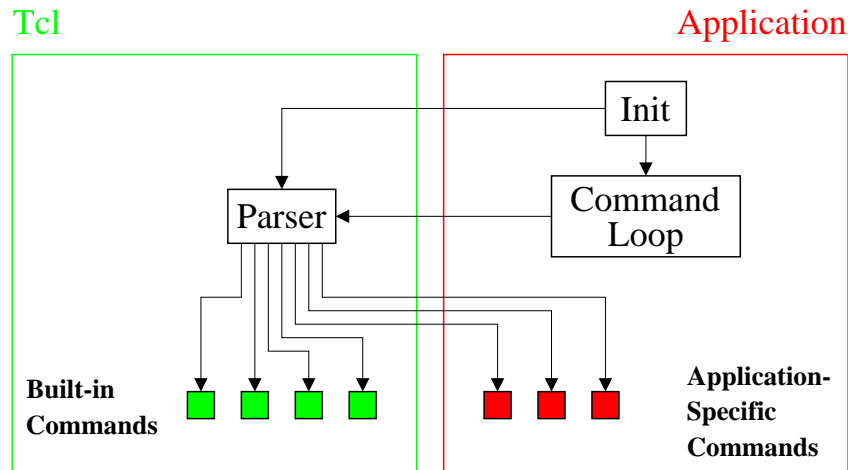 Tcl
Application
Init
Command
Loop
Parser
Built-in
Commands
Application-
Specific
Commands